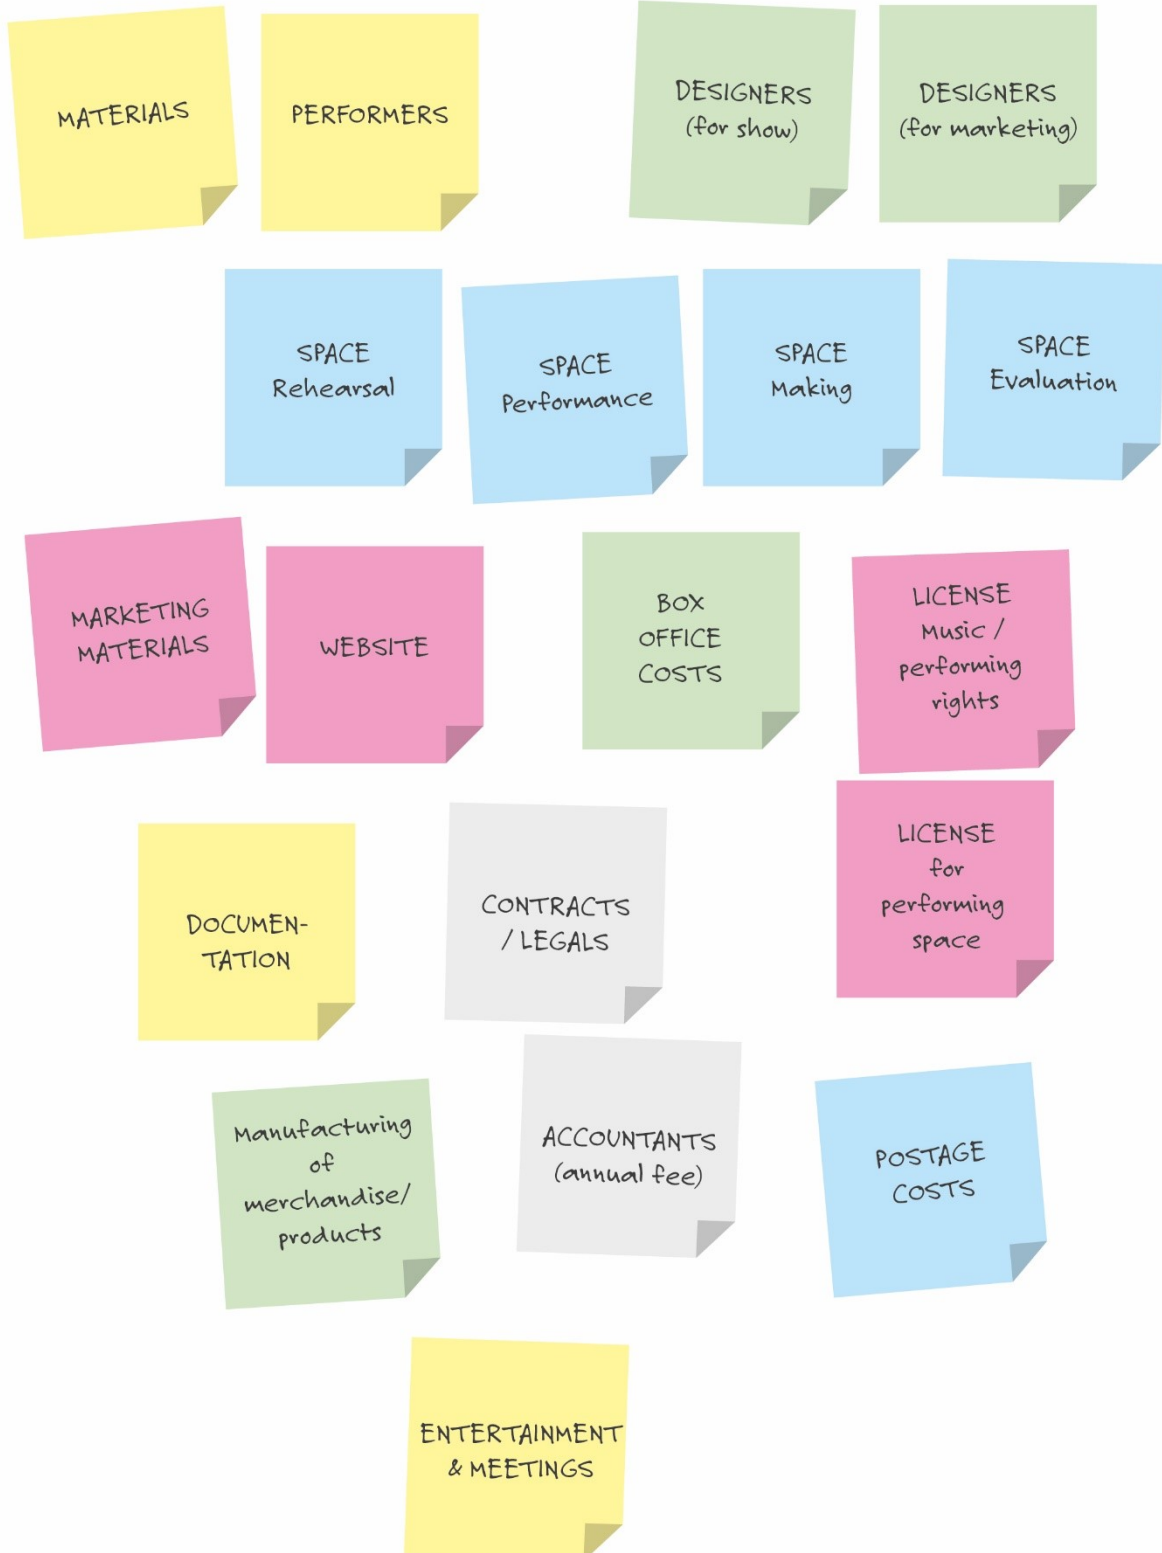 MATERIALS
PERFORMERS
DESIGNERS
(for show)
DESIGNERS
(for marketing)
SPACE
Rehearsal
SPACE
Performance
SPACE
Making
SPACE
Evaluation
MARKETING
MATERIALS
WEBSITE
BOX
OFFICE
COSTS
LICENSE
Music /
performing
rights
LICENSE
for
performing
space
DOCUMEN-
TATION
CONTRACTS
/ LEGALS
Manufacturing
of
merchandise/
products
ACCOUNTANTS
(annual fee)
POSTAGE
COSTS
ENTERTAINMENT
& MEETINGS